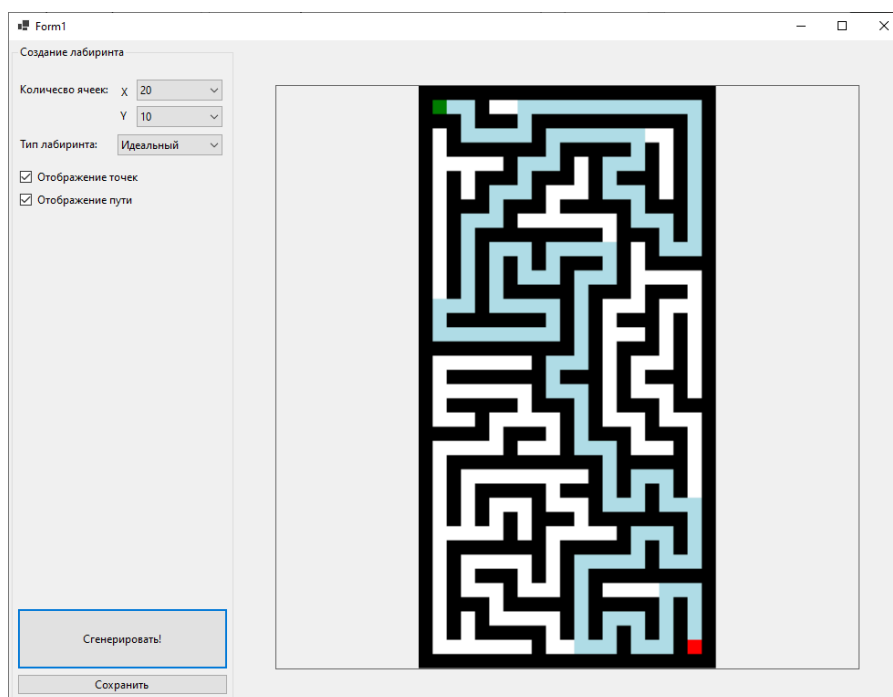 Form1
Создание лабиринта
Количесво ячеек: X 20
Y 10
Тип лабиринта: Идеальный
Отображение точек
Отображение пути
Сгенерировать!
Сохранить